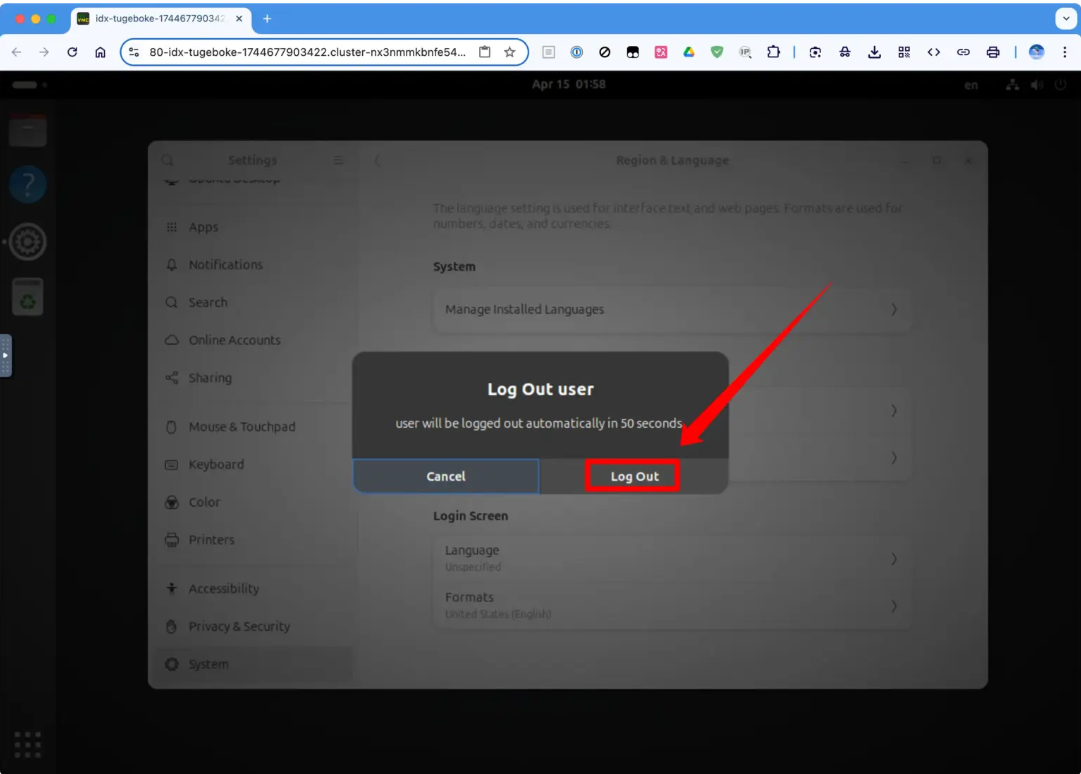 idx-tugeboke-1744677903422
80-idx-tugeboke-1744677903422.cluster-nx3nmmkbnfe54...
Apr 15 01:58
en
Settings
Region & Language
Ubuntu Desktop
Apps
Notifications
Search
Online Accounts
Sharing
Mouse & Touchpad
Keyboard
Color
Printers
Accessibility
Privacy & Security
System
The language setting is used for interface text and web pages. Formats are used for
numbers, dates, and currencies.
System
Manage Installed Languages
Log Out user
user will be logged out automatically in 50 seconds
Cancel
Log Out
Login Screen
Language
Unspecified
Formats
United States (English)